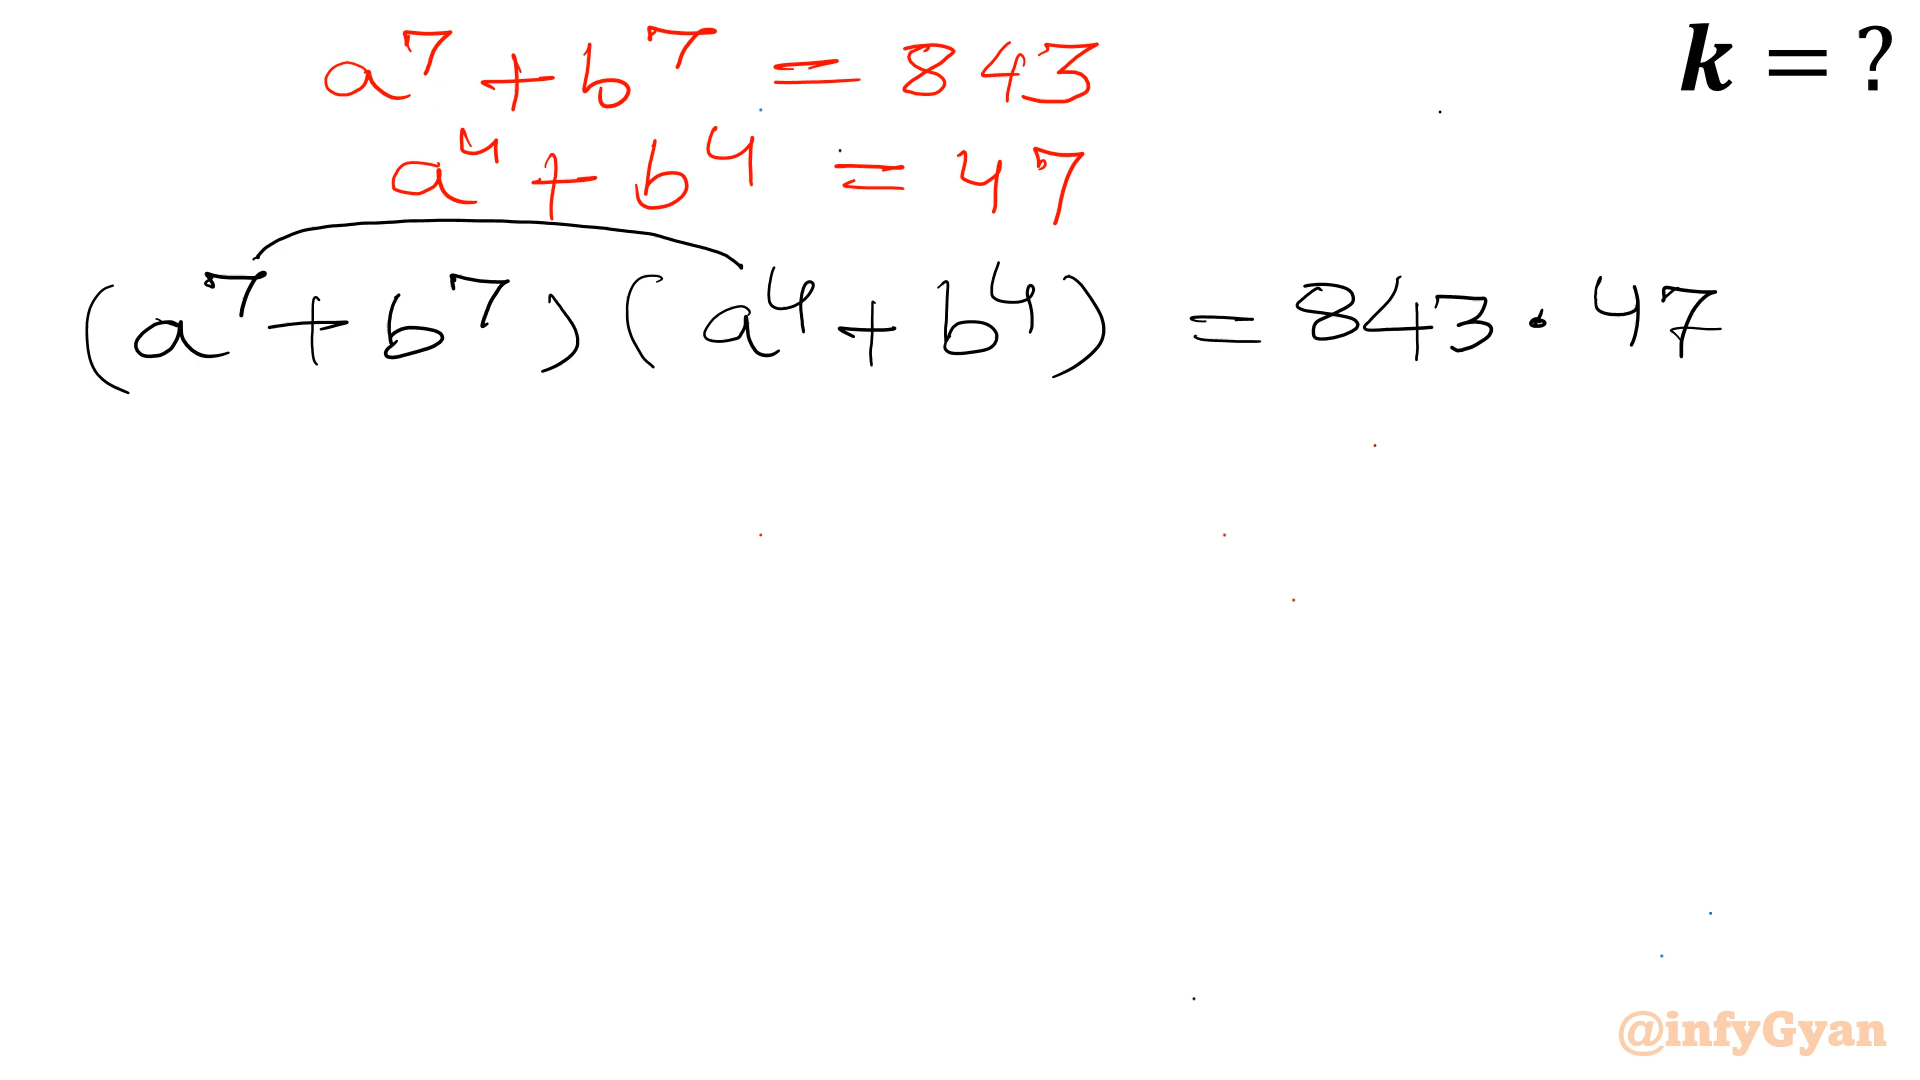 a⁷ + b⁷ = 843
k = ?
a⁴ + b⁴ = 47
(a⁷ + b⁷)(a⁴ + b⁴) = 843 · 47
@infyGyan